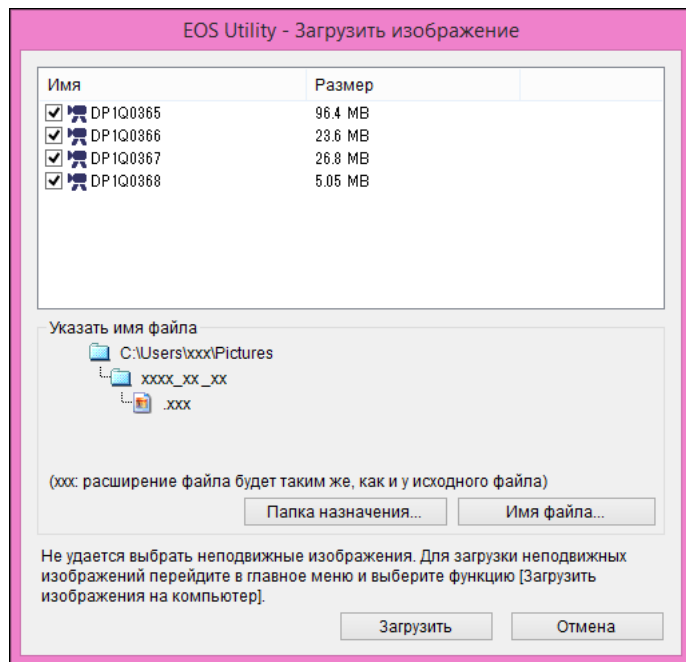 EOS Utility - Загрузить изображение
Имя Размер
DP1Q0365 96.4 MB
DP1Q0366 23.6 MB
DP1Q0367 26.8 MB
DP1Q0368 5.05 MB
Указать имя файла
C:\Users\xxx\Pictures
xxxx_xx_xx
.xxx
(xxx: расширение файла будет таким же, как и у исходного файла)
Папка назначения... Имя файла...
Не удается выбрать неподвижные изображения. Для загрузки неподвижных
изображений перейдите в главное меню и выберите функцию [Загрузить
изображения на компьютер].
Загрузить Отмена